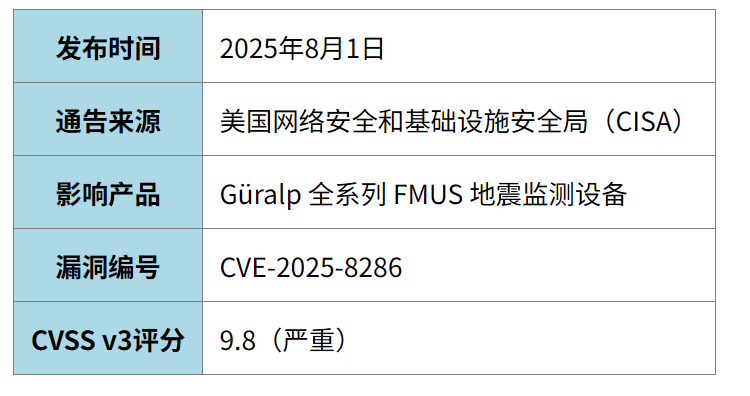 发布时间 2025年8月1日
通告来源 美国网络安全和基础设施安全局（CISA）
影响产品 Güralp 全系列 FMUS 地震监测设备
漏洞编号 CVE-2025-8286
CVSS v3评分 9.8（严重）